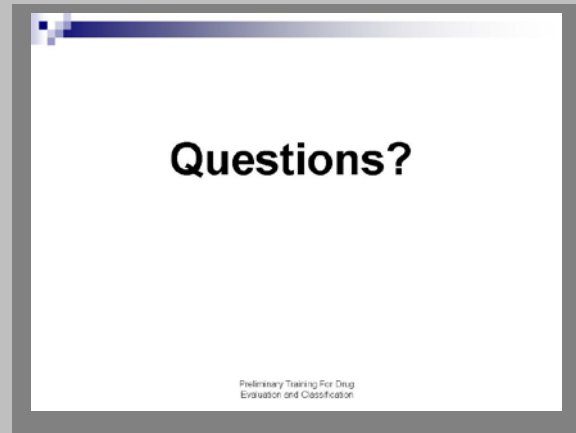 Questions?
Preliminary Training For Drug
Evaluation and Classification